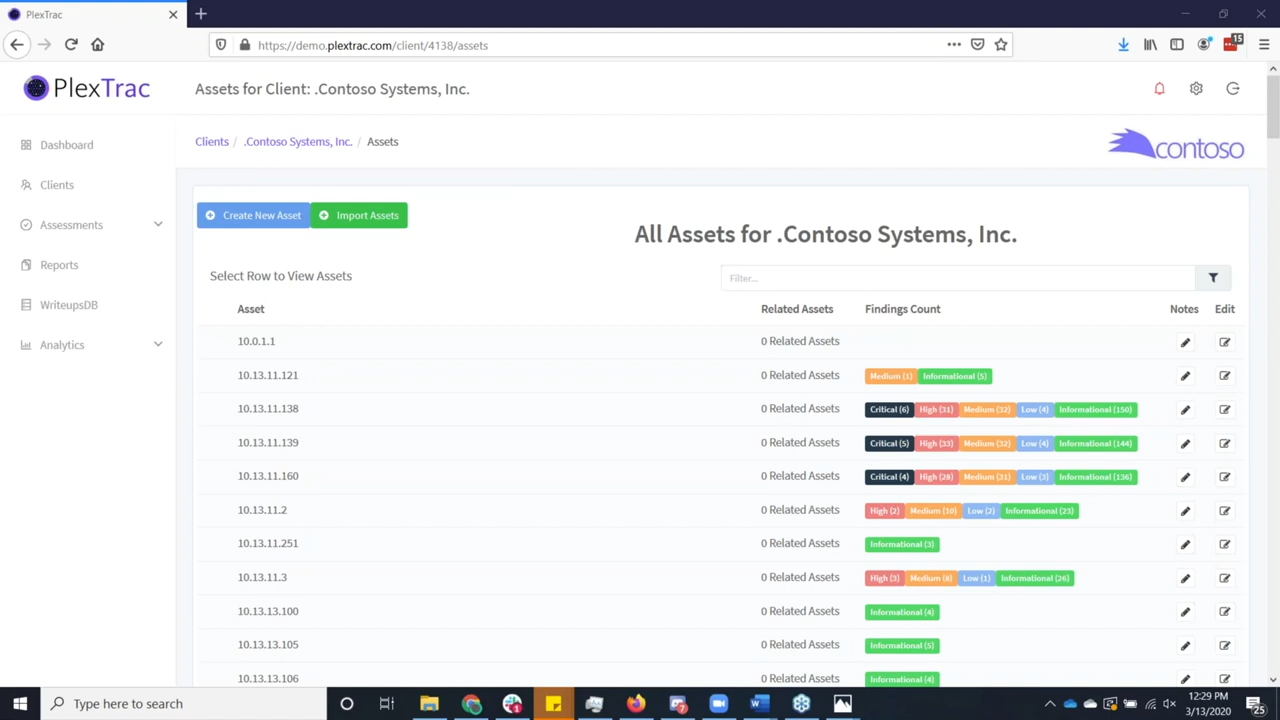 PlexTrac
https://demo.plextrac.com/client/4138/assets
15
PlexTrac
Assets for Client: .Contoso Systems, Inc.
Dashboard
Clients
Assessments
Reports
WriteupsDB
Analytics
Clients / .Contoso Systems, Inc. / Assets
contoso
Create New Asset Import Assets
All Assets for .Contoso Systems, Inc.
Select Row to View Assets
Filter...
Asset Related Assets Findings Count Notes Edit
10.0.1.1 0 Related Assets
10.13.11.121 0 Related Assets Medium (1) Informational (5)
10.13.11.138 0 Related Assets Critical (6) High (31) Medium (32) Low (4) Informational (150)
10.13.11.139 0 Related Assets Critical (5) High (33) Medium (32) Low (4) Informational (144)
10.13.11.160 0 Related Assets Critical (4) High (28) Medium (31) Low (3) Informational (136)
10.13.11.2 0 Related Assets High (2) Medium (10) Low (2) Informational (23)
10.13.11.251 0 Related Assets Informational (3)
10.13.11.3 0 Related Assets High (3) Medium (8) Low (1) Informational (26)
10.13.13.100 0 Related Assets Informational (4)
10.13.13.105 0 Related Assets Informational (5)
10.13.13.106 0 Related Assets Informational (4)
Type here to search
12:29 PM
3/13/2020
25